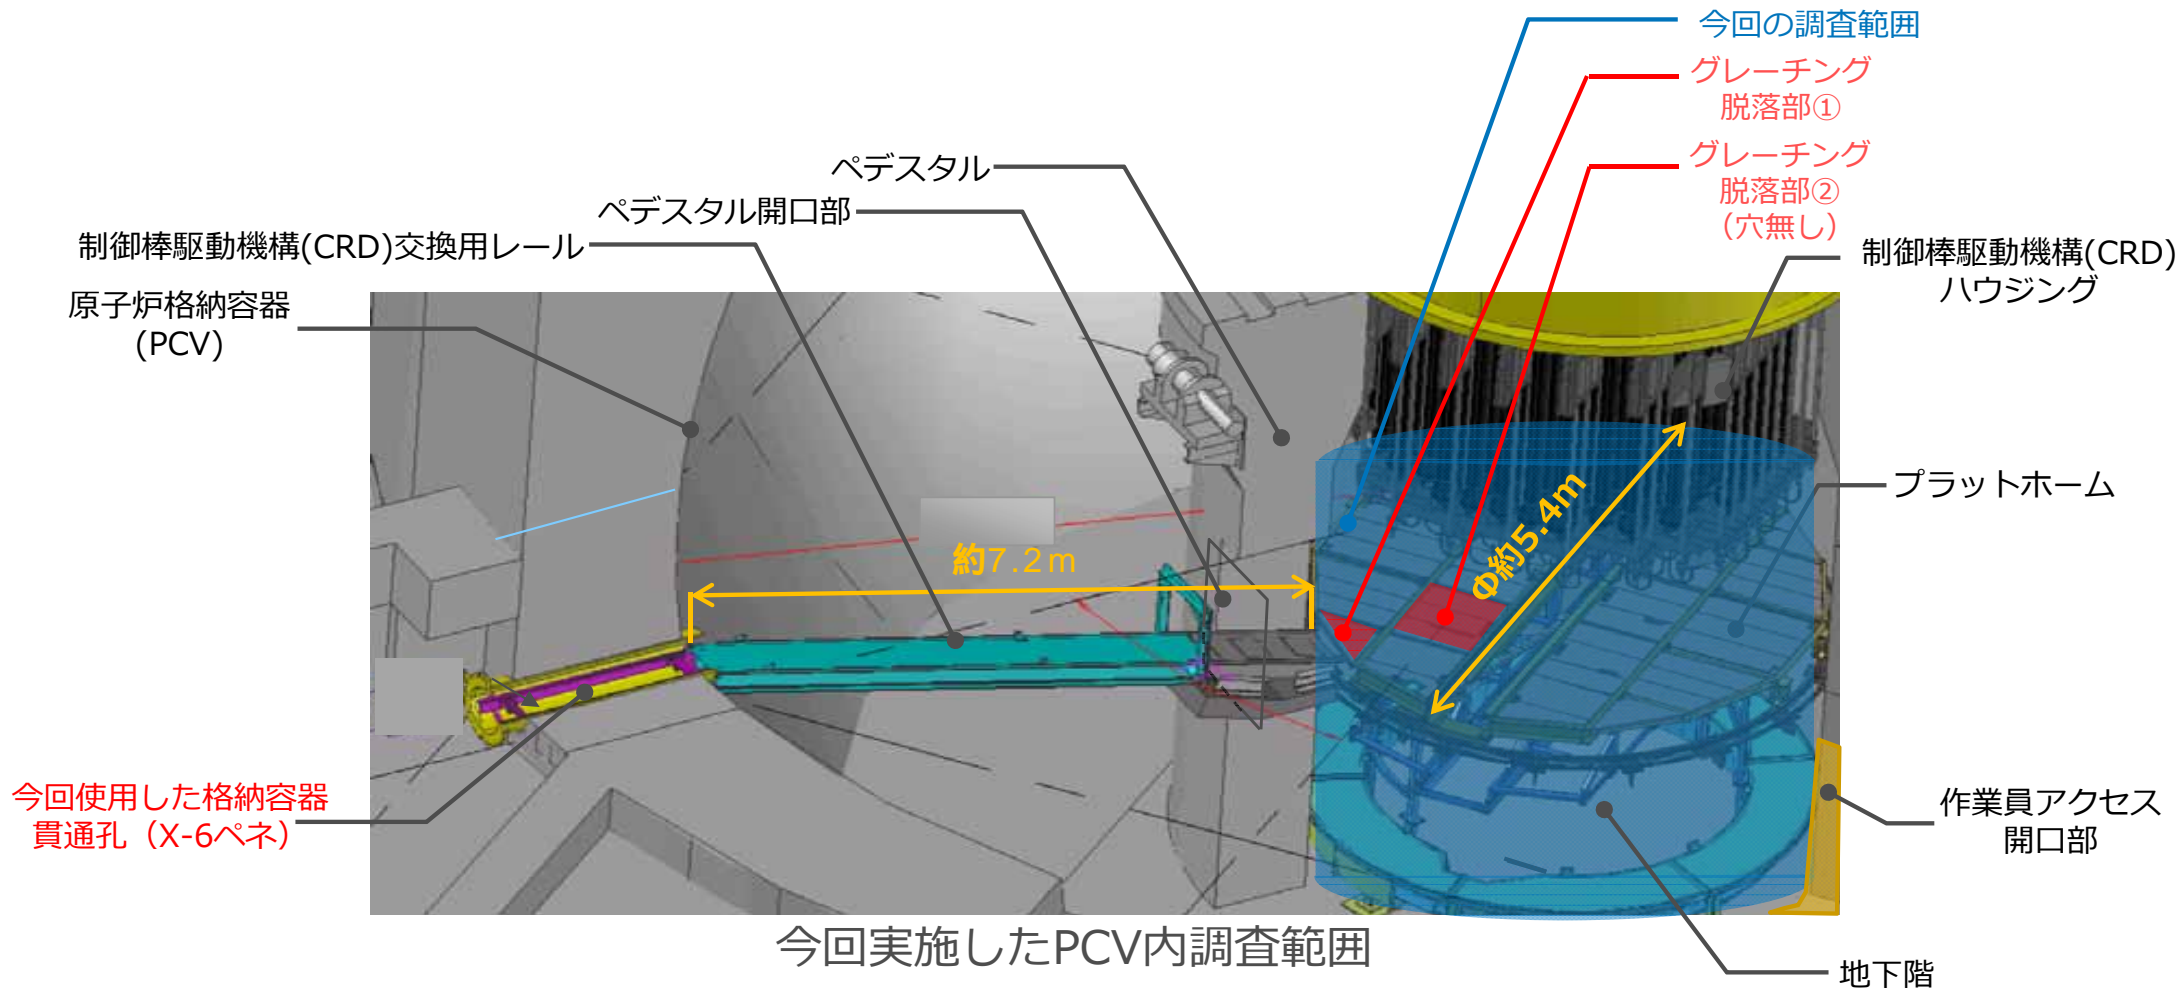 今回の調査範囲
グレーチング
脱落部①
グレーチング
脱落部②
（穴無し）
ペデスタル
ペデスタル開口部
制御棒駆動機構(CRD)交換用レール
原子炉格納容器
(PCV)
制御棒駆動機構(CRD)
ハウジング
プラットホーム
約7.2m
Φ約5.4m
今回使用した格納容器
貫通孔（X-6ペネ）
作業員アクセス
開口部
今回実施したPCV内調査範囲
地下階